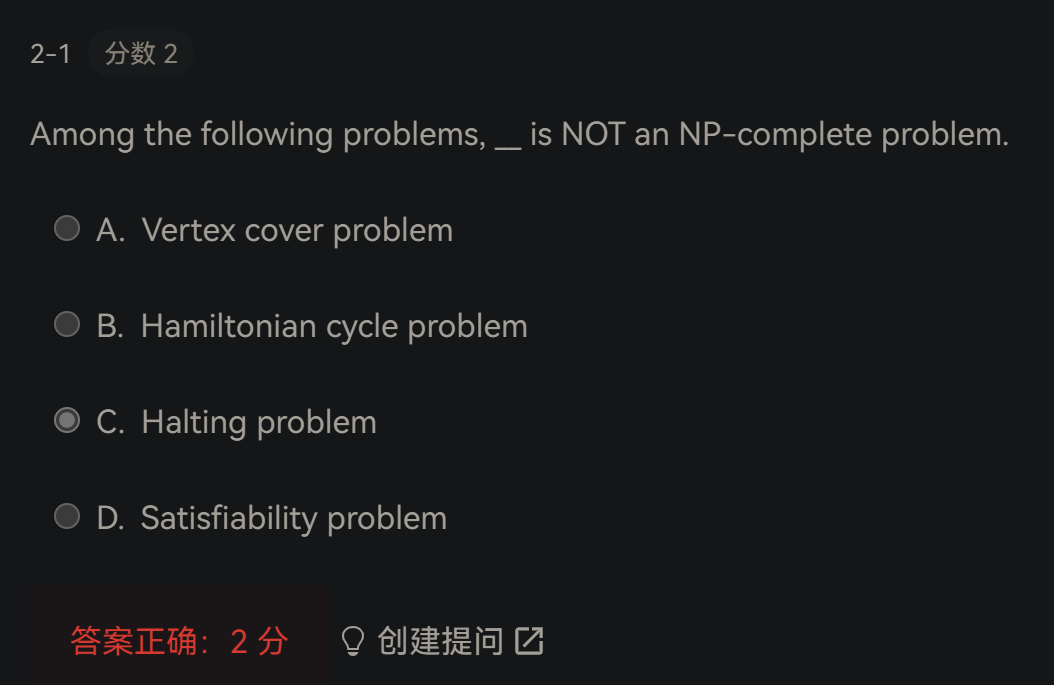 2-1 分数 2
Among the following problems, __ is NOT an NP-complete problem.
A. Vertex cover problem
B. Hamiltonian cycle problem
C. Halting problem
D. Satisfiability problem
答案正确：2 分 创建提问